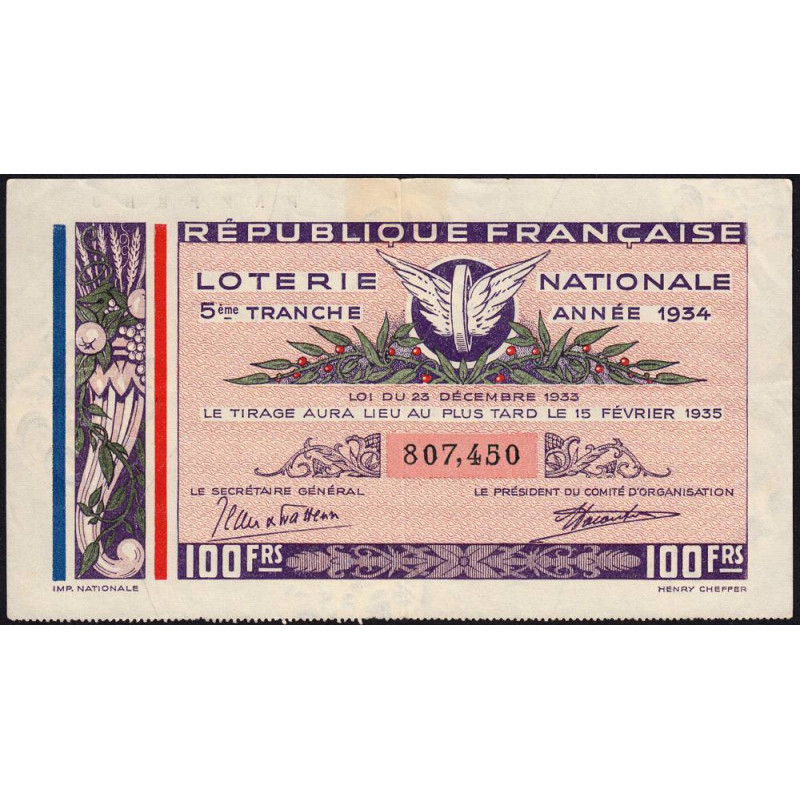 RÉPUBLIQUE FRANÇAISE
LOTERIE NATIONALE
5ème TRANCHE ANNÉE 1934
LOI DU 23 DÉCEMBRE 1933
LE TIRAGE AURA LIEU AU PLUS TARD LE 15 FÉVRIER 1935
807,450
LE SECRÉTAIRE GÉNÉRAL LE PRÉSIDENT DU COMITÉ D'ORGANISATION
100 FRS 100 FRS
IMP. NATIONALE HENRY CHEFFER